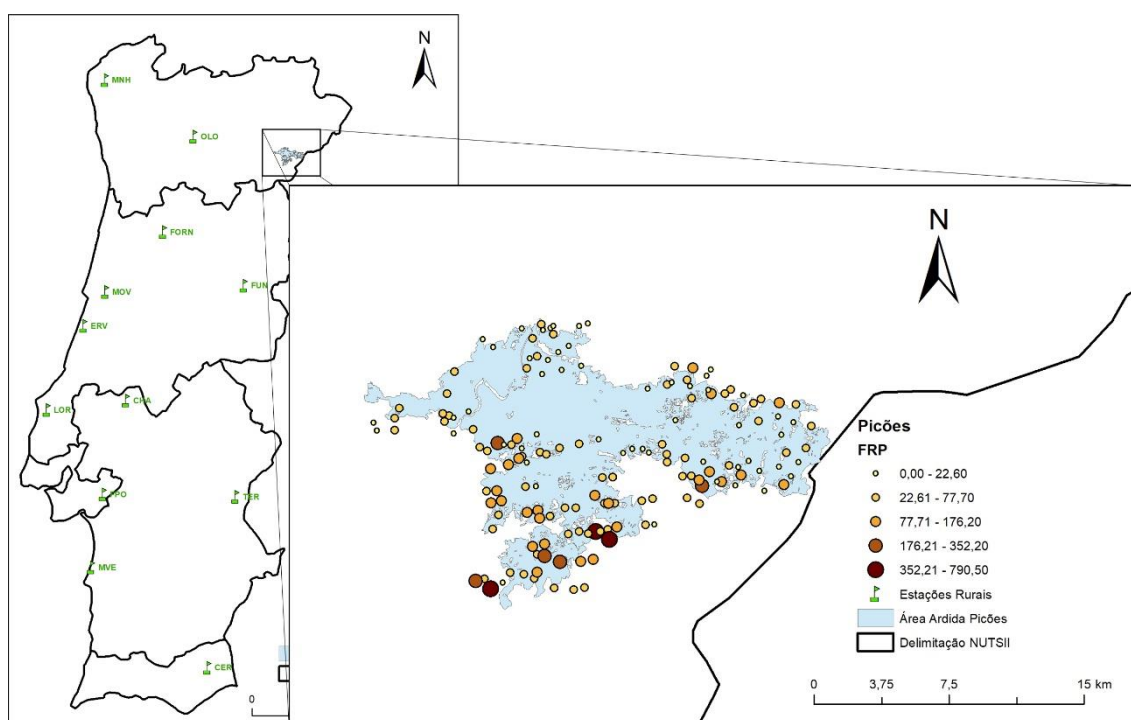 N
MNH
OLO
FORN
MOV
FUN
ERV
LOR
CHA
TER
MVE
CER
0
N
Picões
FRP
0,00 - 22,60
22,61 - 77,70
77,71 - 176,20
176,21 - 352,20
352,21 - 790,50
Estações Rurais
Área Ardida Picões
Delimitação NUTSII
0 3,75 7,5 15 km